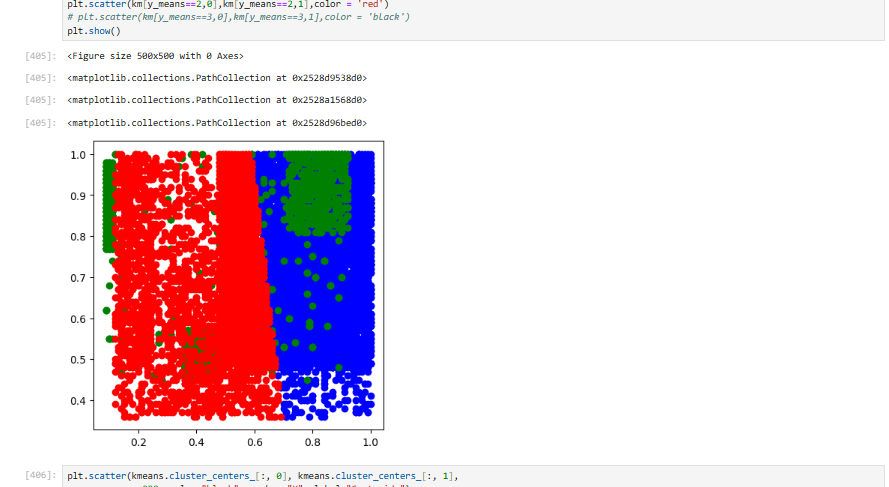 plt.scatter(km[y_means==2,0],km[y_means==2,1],color = 'red')
# plt.scatter(km[y_means==3,0],km[y_means==3,1],color = 'black')
plt.show()
[405]: <Figure size 500x500 with 0 Axes>
[405]: <matplotlib.collections.PathCollection at 0x2528d9538d0>
[405]: <matplotlib.collections.PathCollection at 0x2528a1568d0>
[405]: <matplotlib.collections.PathCollection at 0x2528d96bed0>
1.0
0.9
0.8
0.7
0.6
0.5
0.4
0.2 0.4 0.6 0.8 1.0
[406]: plt.scatter(kmeans.cluster_centers_[:, 0], kmeans.cluster_centers_[:, 1],